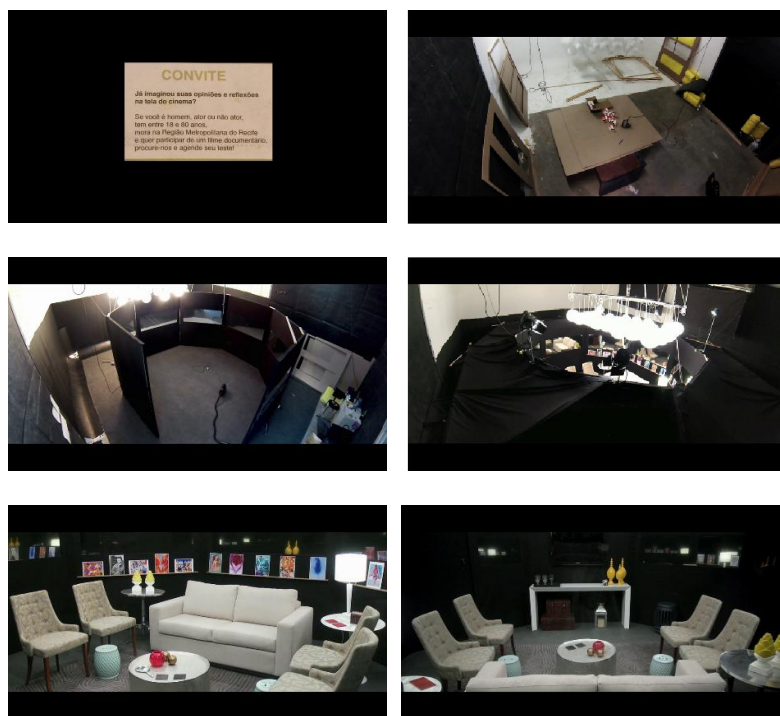 CONVITE
Já imaginou suas opiniões e reflexões
na tela do cinema?
Se você é homem, ator ou não ator,
tem entre 18 e 80 anos,
mora na Região Metropolitana do Recife
e quer participar de um filme documentário,
procure-nos e agende seu teste!